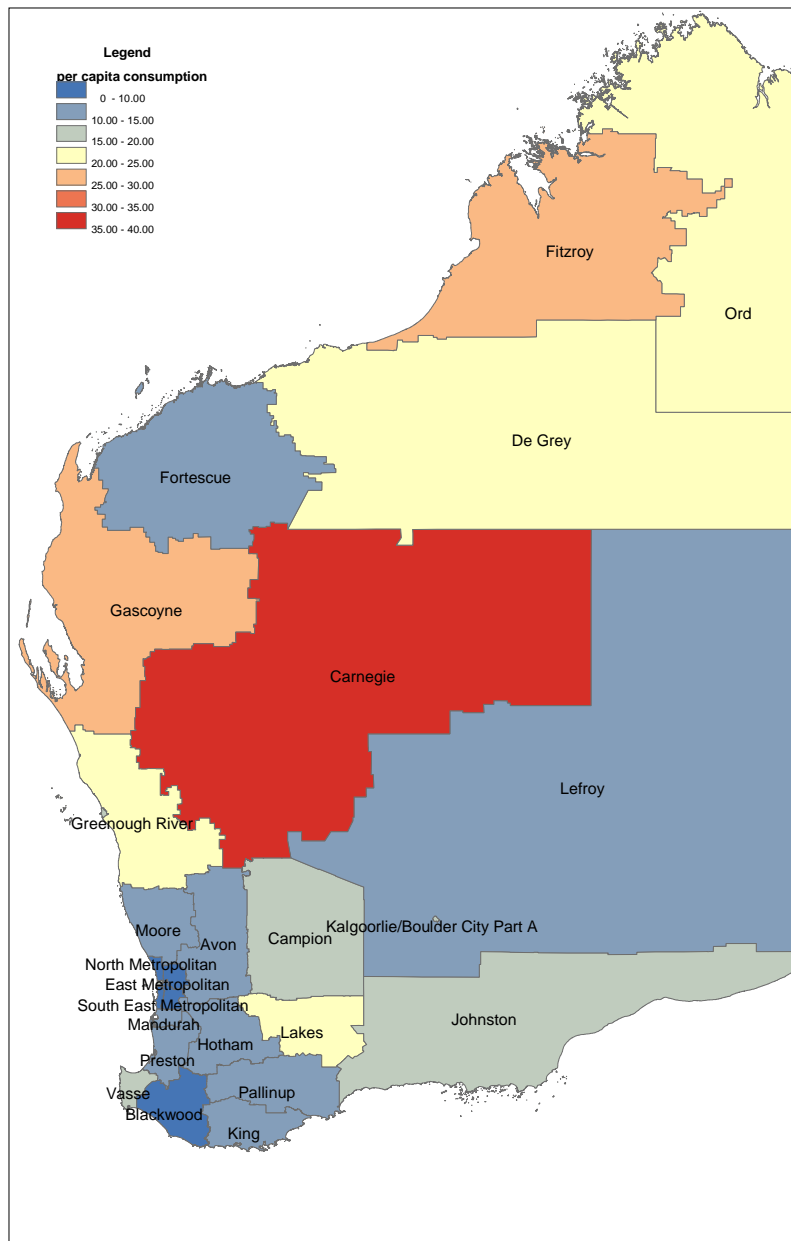 Legend
per capita consumption
0 - 10.00
10.00 - 15.00
15.00 - 20.00
20.00 - 25.00
25.00 - 30.00
30.00 - 35.00
35.00 - 40.00
Fitzroy
Ord
De Grey
Fortescue
Gascoyne
Carnegie
Lefroy
Greenough River
Kalgoorlie/Boulder City Part A
Moore
Avon
Campion
North Metropolitan
East Metropolitan
South East Metropolitan
Johnston
Mandurah
Lakes
Hotham
Preston
Vasse
Pallinup
Blackwood
King